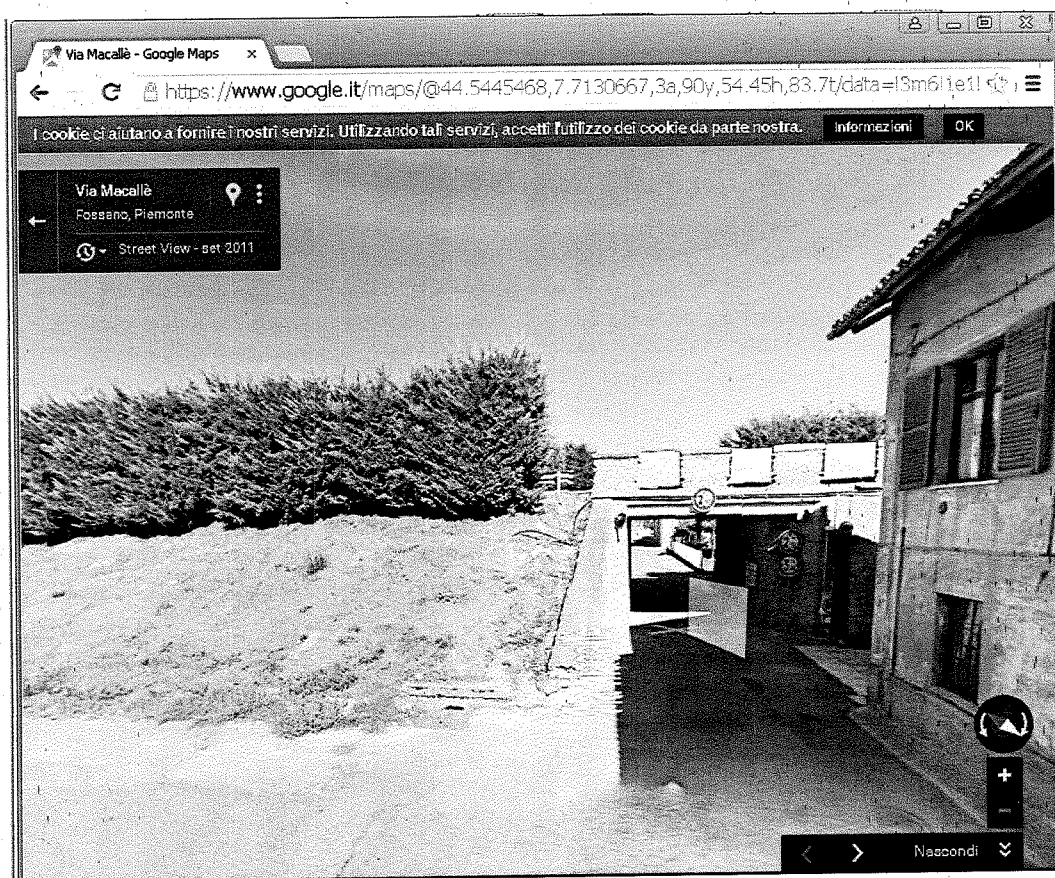 Via Macallè - Google Maps
https://www.google.it/maps/@44.5445468,7.7130667,3a,90y,54.45h,83.7t/data=!3m6!1e1!
I cookie ci aiutano a fornire i nostri servizi. Utilizzando tali servizi, accetti l'utilizzo dei cookie da parte nostra. Informazioni OK
Via Macallè
Fossano, Piemonte
Street View - set 2011
Nascondi